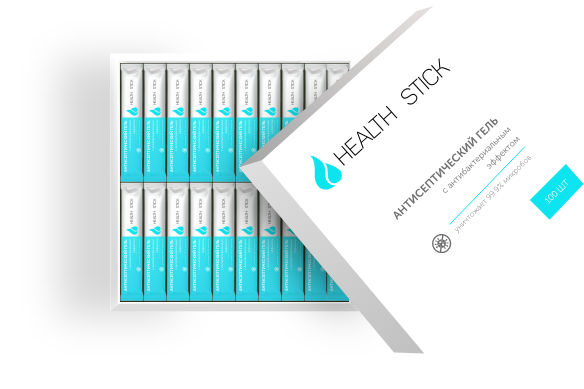 HEALTH STICK
АНТИСЕПТИЧЕСКИЙ ГЕЛЬ
с антибактериальным
эффектом
уничтожает 99.9% микробов
100 ШТ